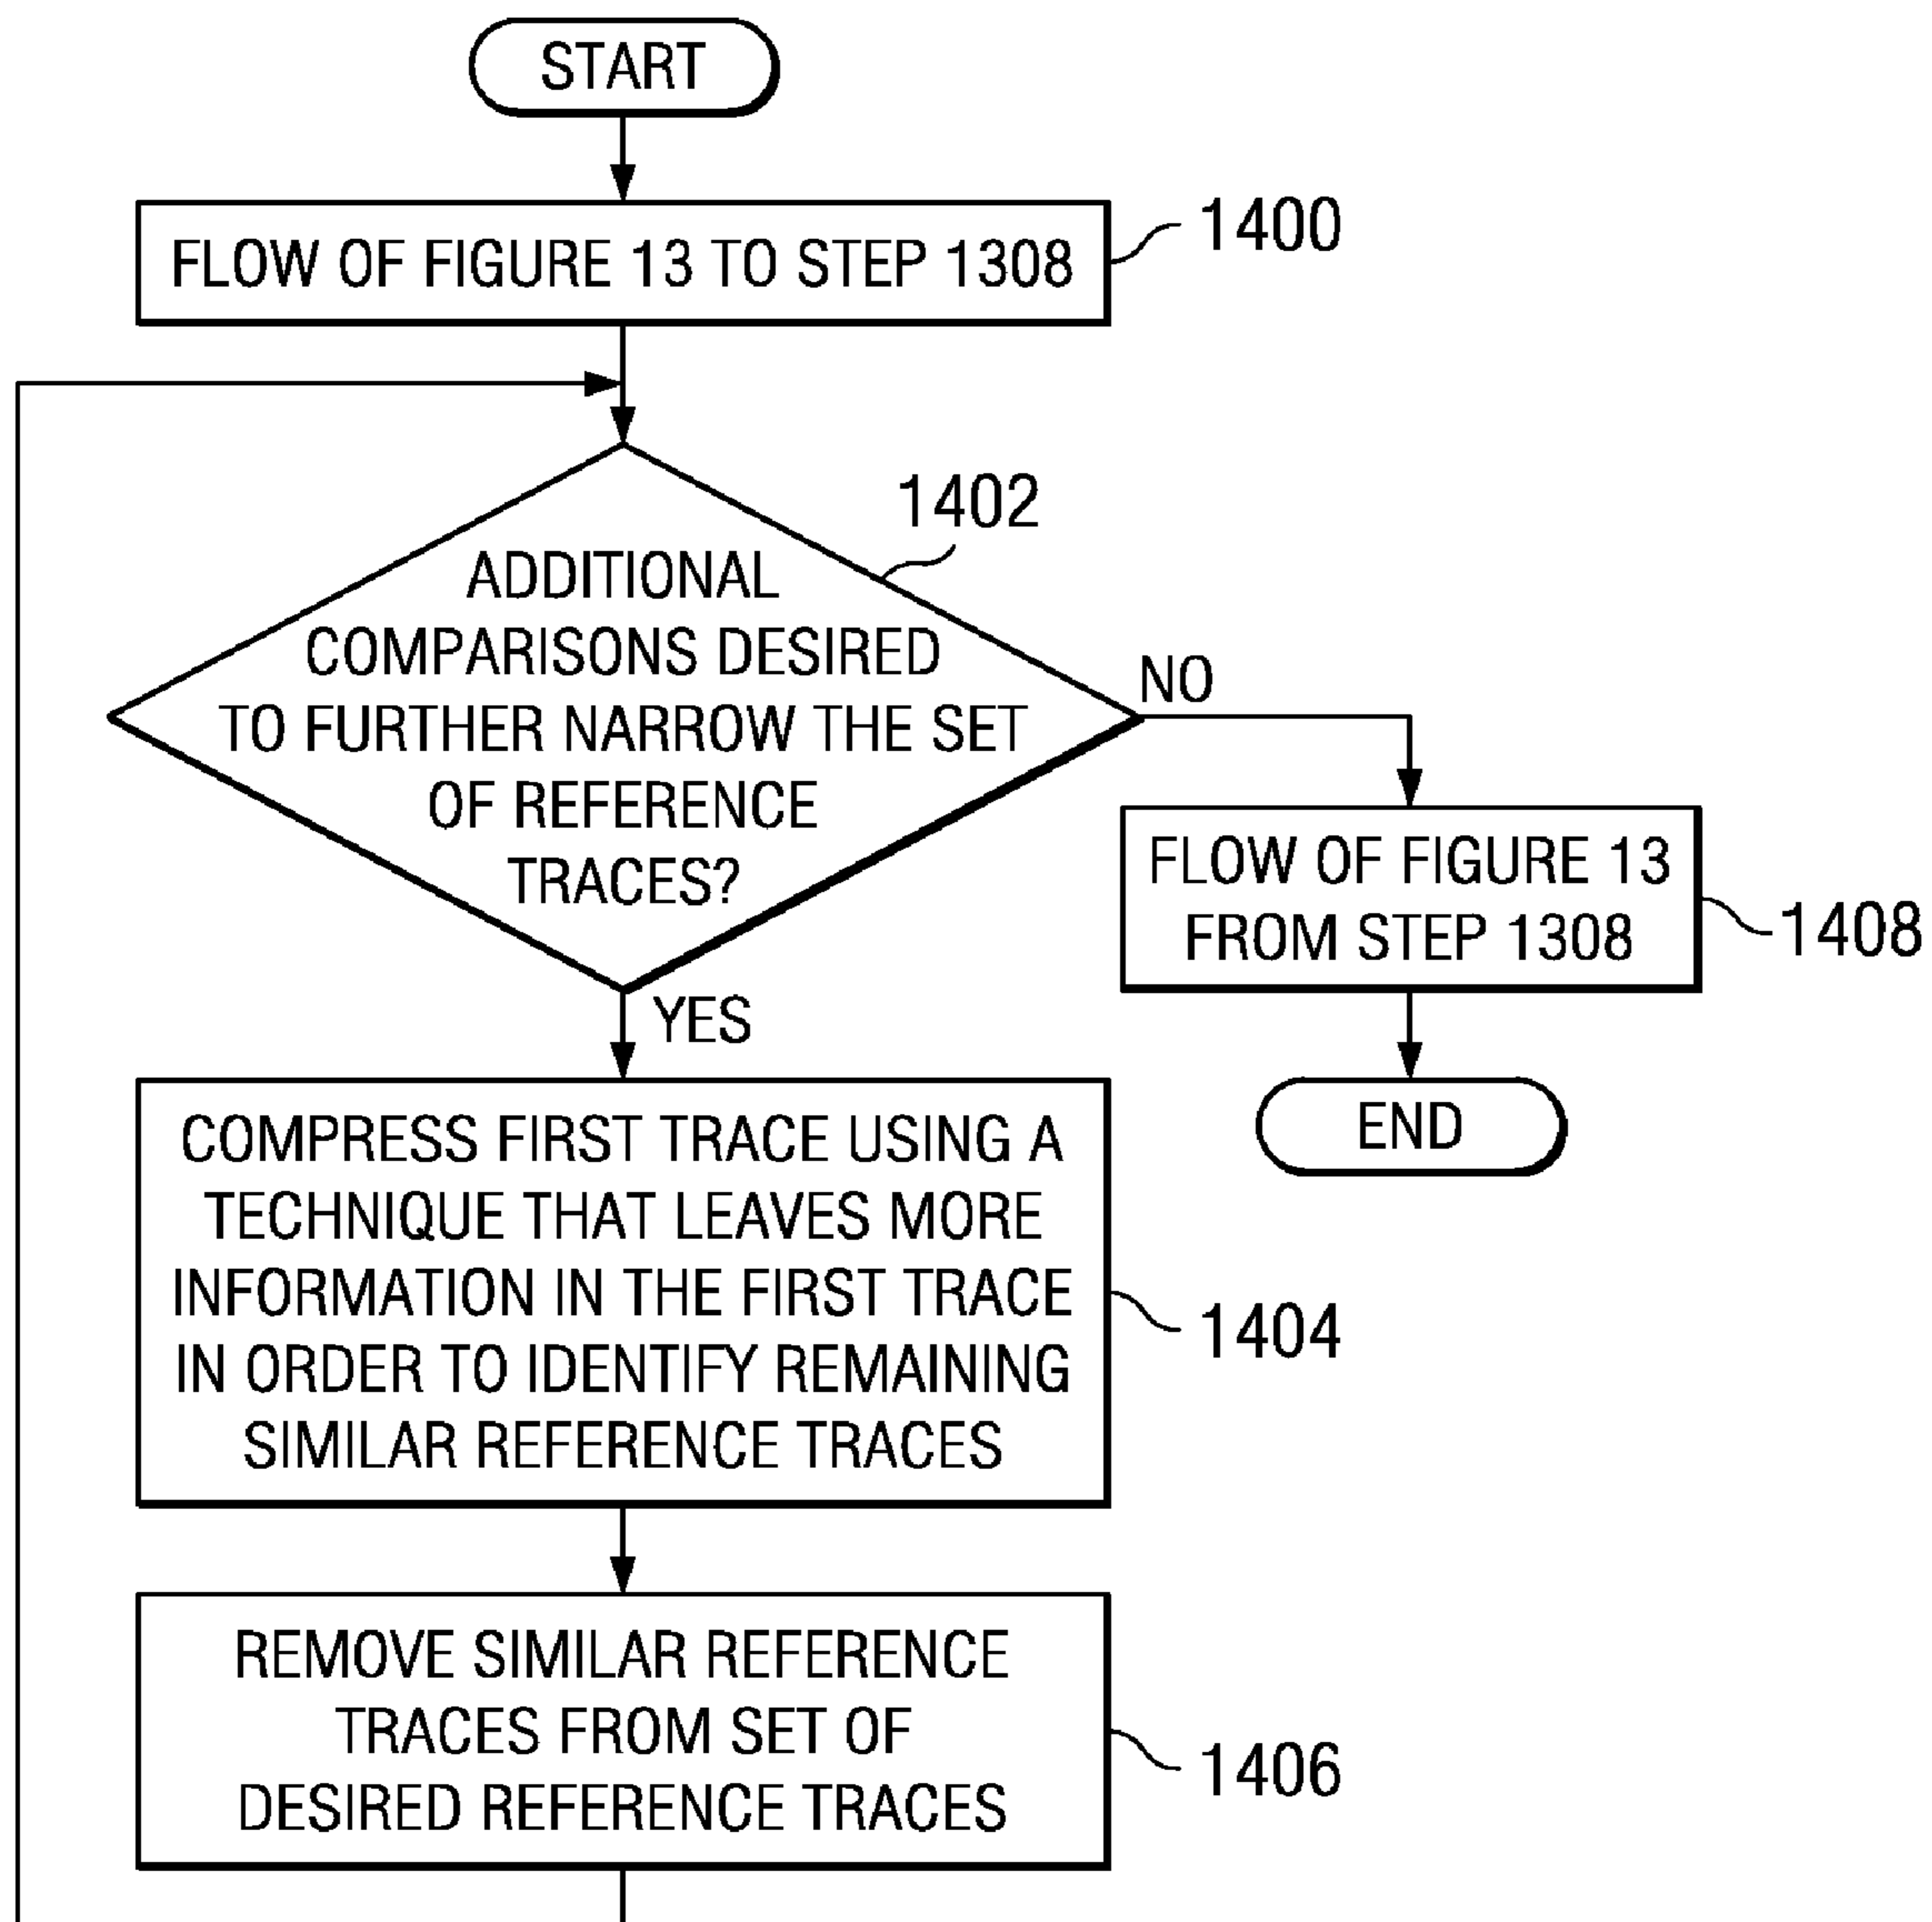 START
FLOW OF FIGURE 13 TO STEP 1308
1400
1402
ADDITIONAL
COMPARISONS DESIRED
TO FURTHER NARROW THE SET
OF REFERENCE
TRACES?
NO
YES
FLOW OF FIGURE 13
FROM STEP 1308
1408
END
COMPRESS FIRST TRACE USING A
TECHNIQUE THAT LEAVES MORE
INFORMATION IN THE FIRST TRACE
IN ORDER TO IDENTIFY REMAINING
SIMILAR REFERENCE TRACES
1404
REMOVE SIMILAR REFERENCE
TRACES FROM SET OF
DESIRED REFERENCE TRACES
1406